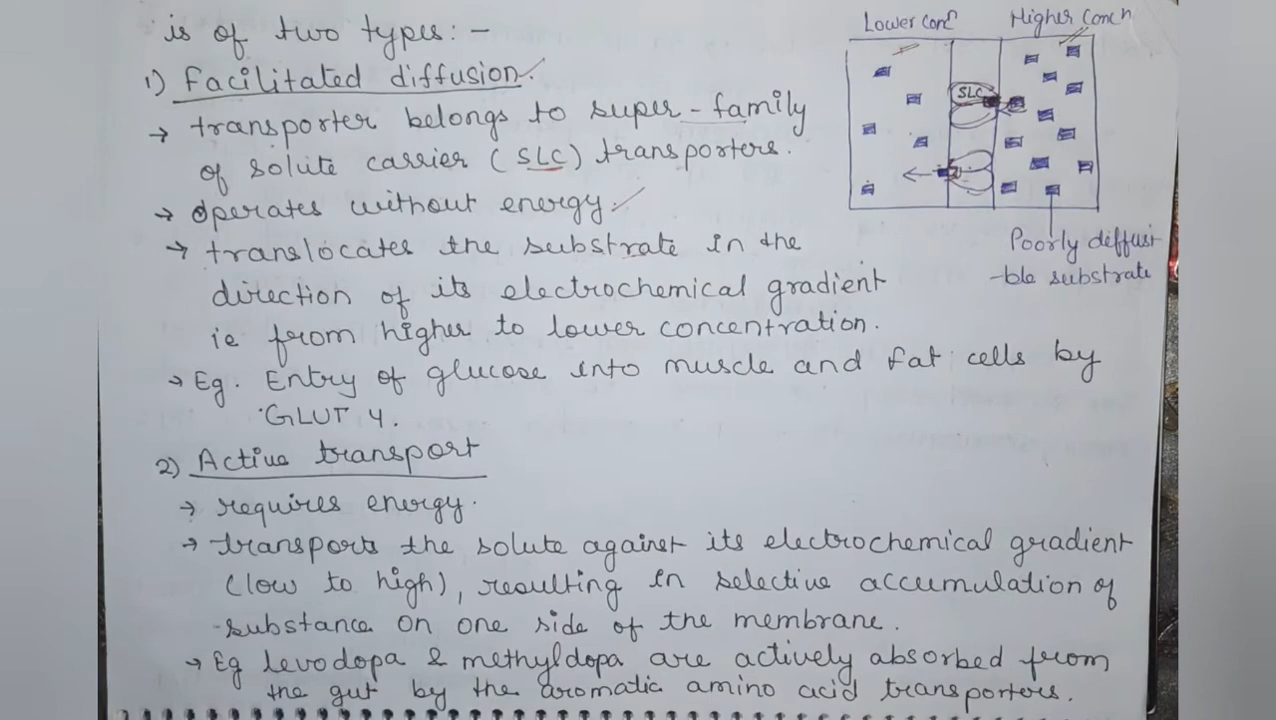 is of two types: -
1) Facilitated diffusion.
→ transporter belongs to super-family
of solute carrier (SLC) transporters.
→ operates without energy.
→ translocates the substrate in the
direction of its electrochemical gradient
ie from higher to lower concentration.
→ Eg. Entry of glucose into muscle and fat cells by
GLUT 4.
2) Active transport
→ requires energy.
→ transports the solute against its electrochemical gradient
(low to high), resulting in selective accumulation of
substance on one side of the membrane.
→ Eg levodopa & methyldopa are actively absorbed from
the gut by the aromatic amino acid transporters.
Lower concn
Higher concn
SLC
Poorly diffusi
-ble substrate